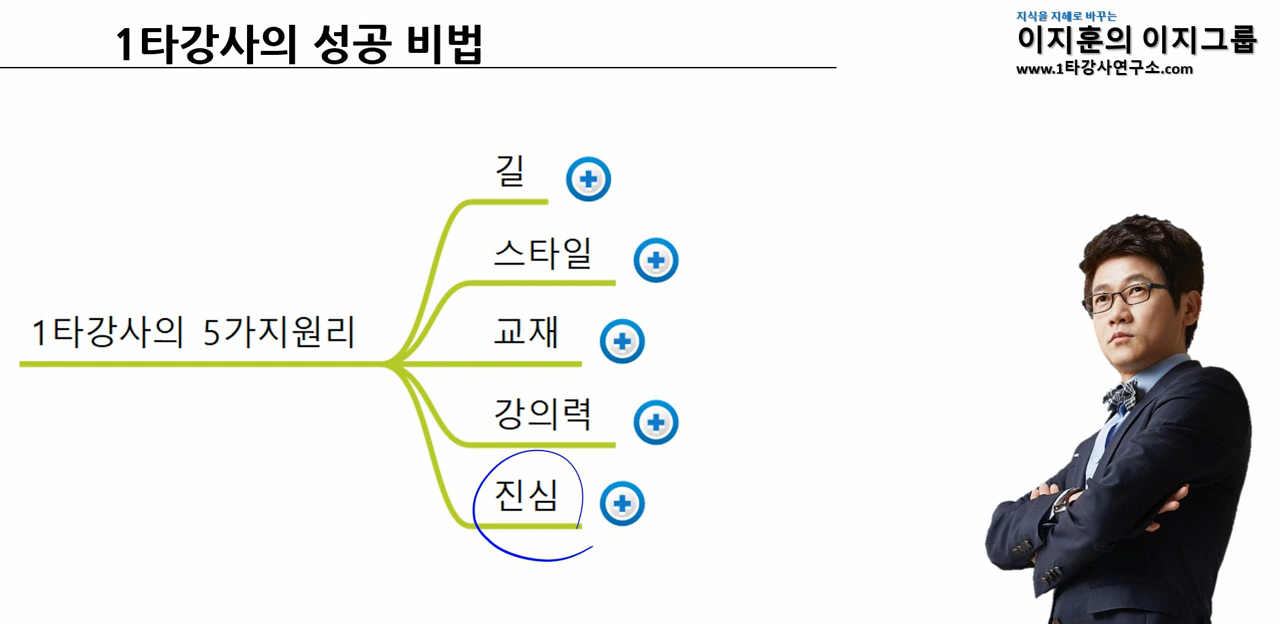 1타강사의 성공 비법
지식을 지혜로 바꾸는
이지훈의 이지그룹
www.1타강사연구소.com
1타강사의 5가지원리
길
스타일
교재
강의력
진심